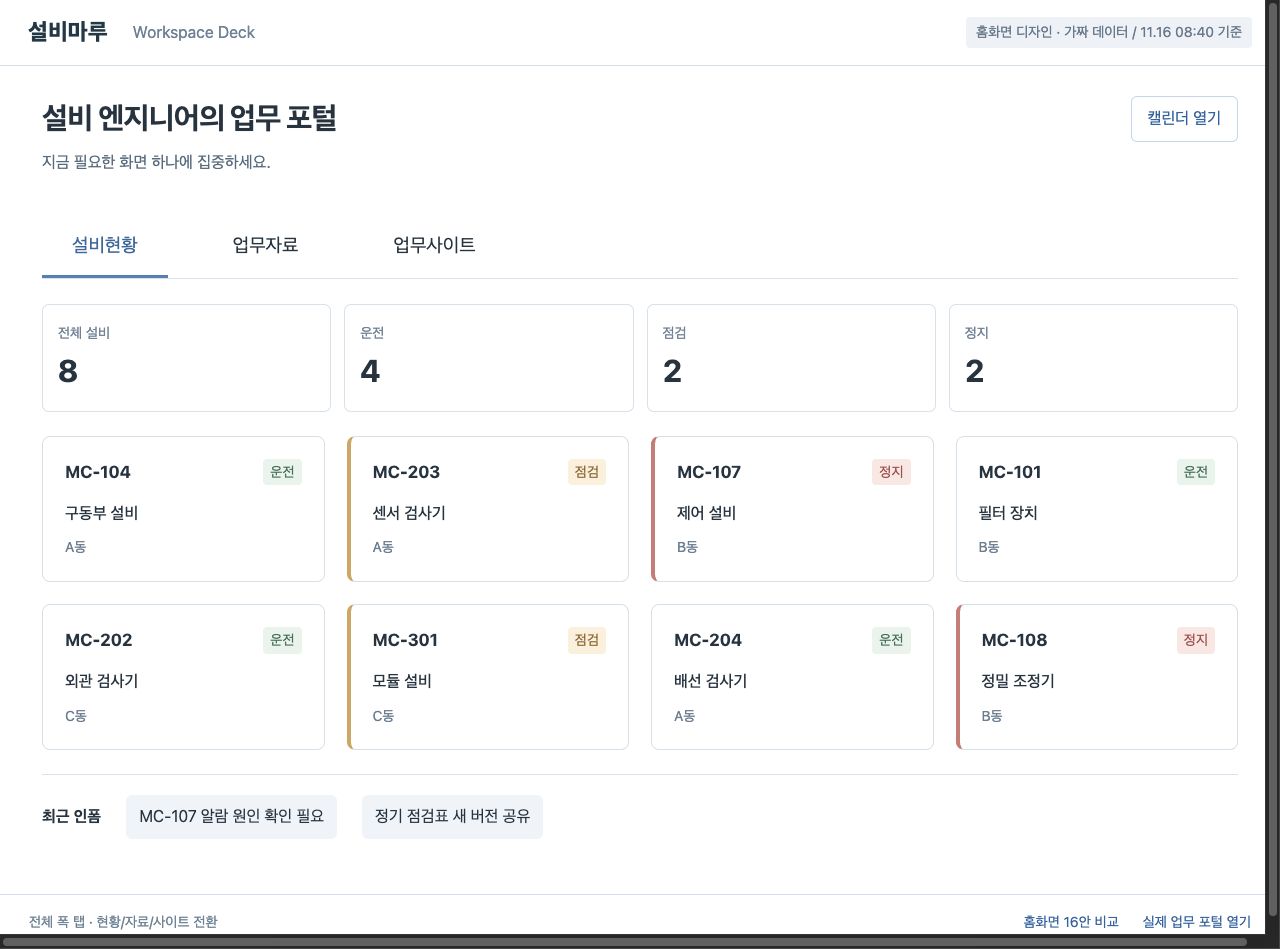 설비마루 Workspace Deck 홈화면 디자인 · 가짜 데이터 / 11.16 08:40 기준
설비 엔지니어의 업무 포털
캘린더 열기
지금 필요한 화면 하나에 집중하세요.
설비현황 업무자료 업무사이트
전체 설비 운전 점검 정지
8 4 2 2
MC-104 운전 MC-203 점검 MC-107 정지 MC-101 운전
구동부 설비 센서 검사기 제어 설비 필터 장치
A동 A동 B동 B동
MC-202 운전 MC-301 점검 MC-204 운전 MC-108 정지
외관 검사기 모듈 설비 배선 검사기 정밀 조정기
C동 C동 A동 B동
최근 인폼 MC-107 알람 원인 확인 필요 정기 점검표 새 버전 공유
전체 폭 탭 · 현황/자료/사이트 전환 홈화면 16안 비교 실제 업무 포털 열기